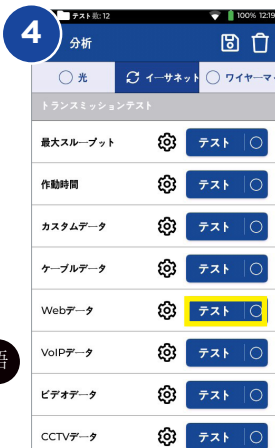 4
テスト数: 12
100% 12:19
分析
光
イーサネット
ワイヤーマ
トランスミッションテスト
最大スループット テスト
作動時間 テスト
カスタムデータ テスト
ケーブルデータ テスト
Webデータ テスト
VoIPデータ テスト
ビデオデータ テスト
CCTVデータ テスト
語